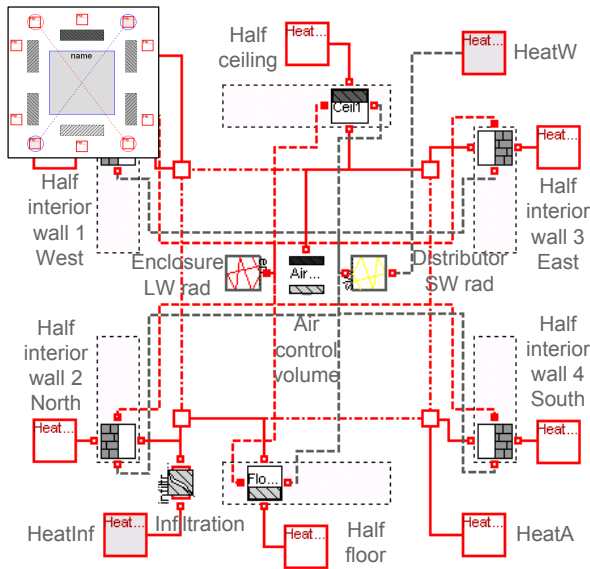 name
Half
ceiling
Heat...
Heat...
HeatW
Ceil1
Half
interior
wall 1
West
Heat...
Half
interior
wall 3
East
Enclosure
LW rad
Air...
Distributor
SW rad
Air
control
volume
Half
interior
wall 2
North
Half
interior
wall 4
South
Heat...
Heat...
infiltr
Infiltration
Flo...
HeatInf
Heat...
Heat...
Half
floor
Heat...
HeatA